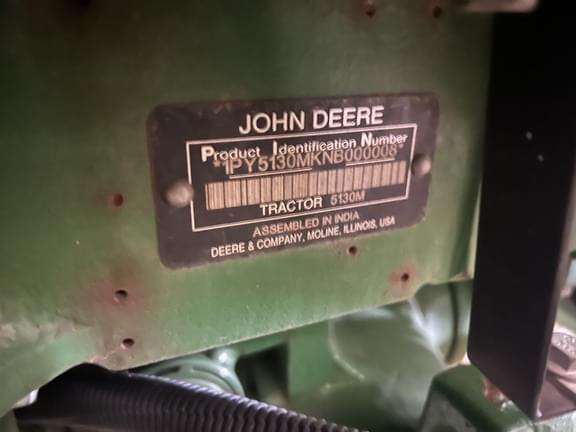 JOHN DEERE
Product Identification Number
*1PY5130MKNB000008*
TRACTOR 5130M
ASSEMBLED IN INDIA
DEERE & COMPANY, MOLINE, ILLINOIS, USA